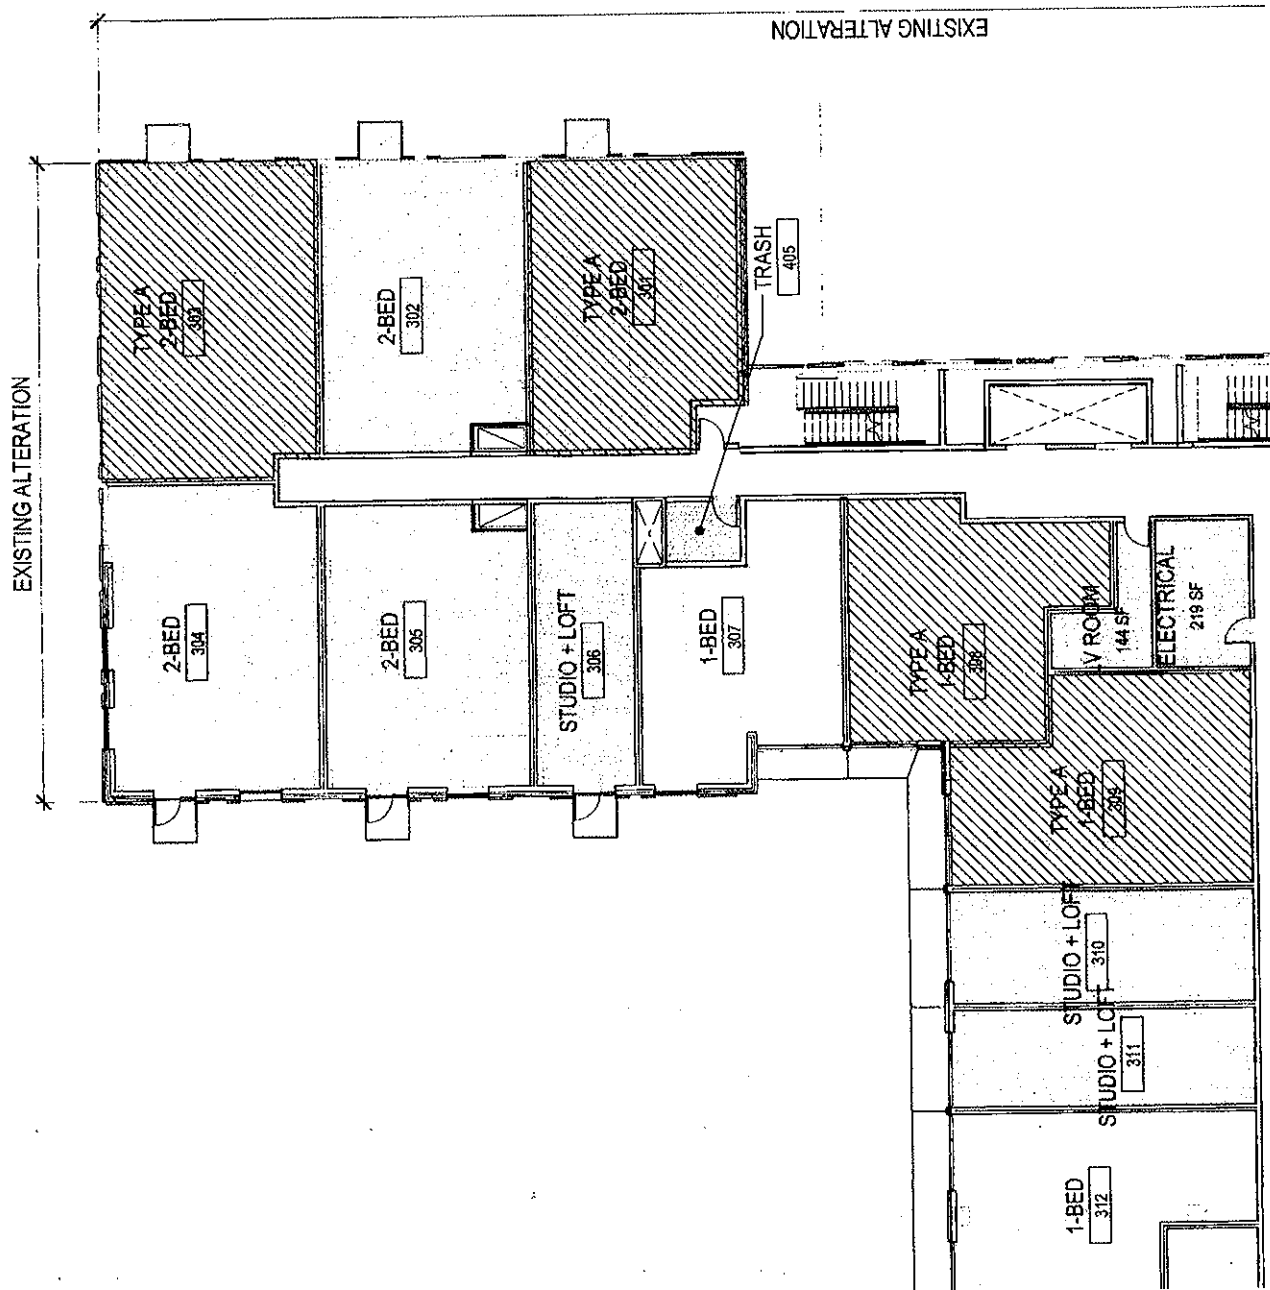 EXISTING ALTERATION
EXISTING ALTERATION
TYPE A
2-BED
303
2-BED
302
TYPE A
2-BED
301
TRASH
405
2-BED
304
2-BED
305
STUDIO + LOFT
306
1-BED
307
TYPE A
1-BED
308
V ROOM
144 SF
ELECTRICAL
219 SF
TYPE A
1-BED
309
STUDIO + LOFT
310
STUDIO + LOFT
311
1-BED
312